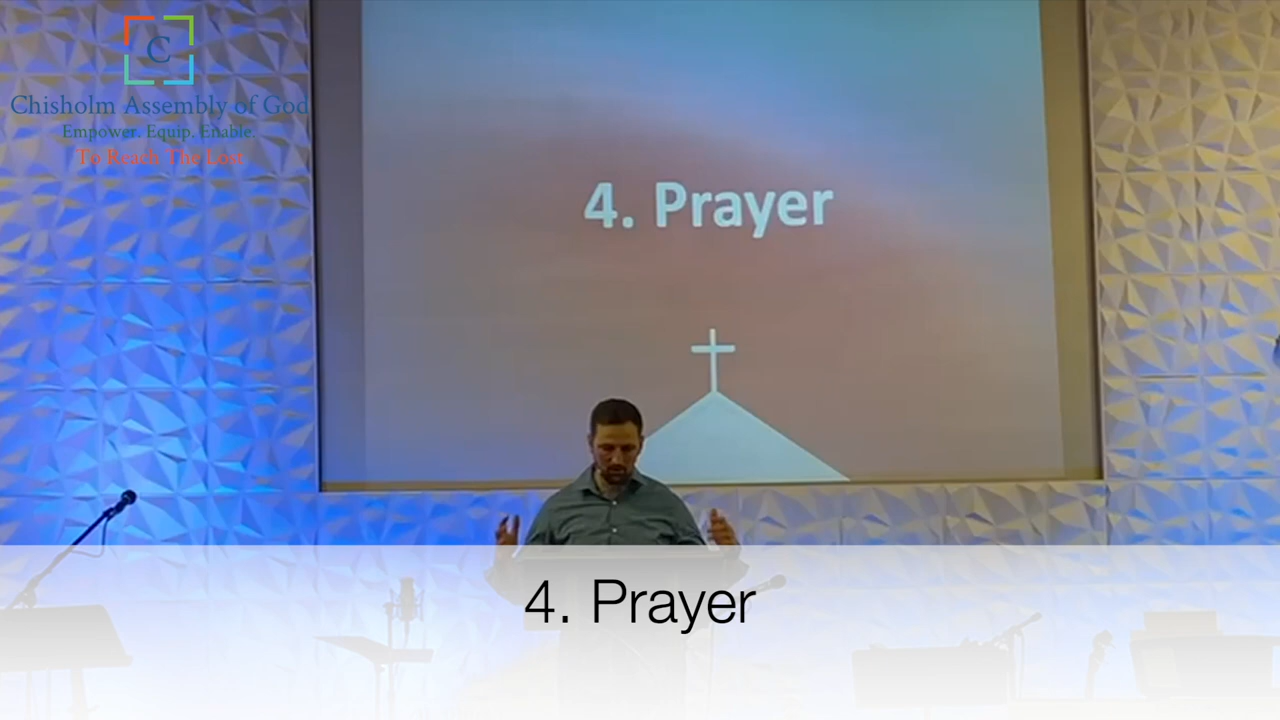 C
Chisholm Assembly of God
Empower. Equip. Enable.
To Reach The Lost
4. Prayer
4. Prayer